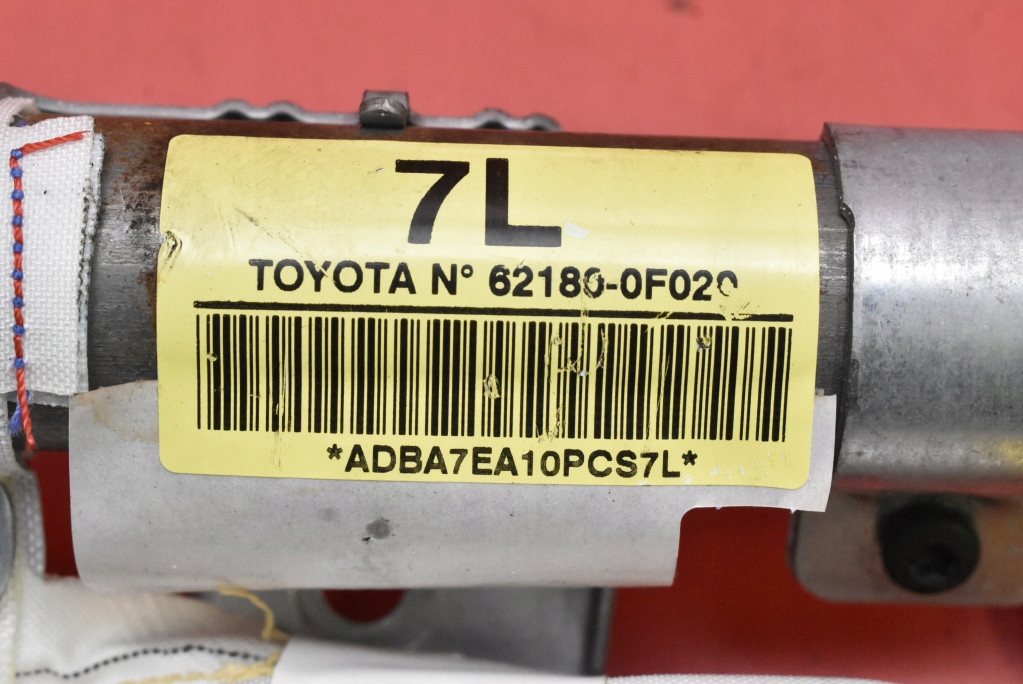 7L
TOYOTA N° 62180-0F020
*ADBA7EA10PCS7L*